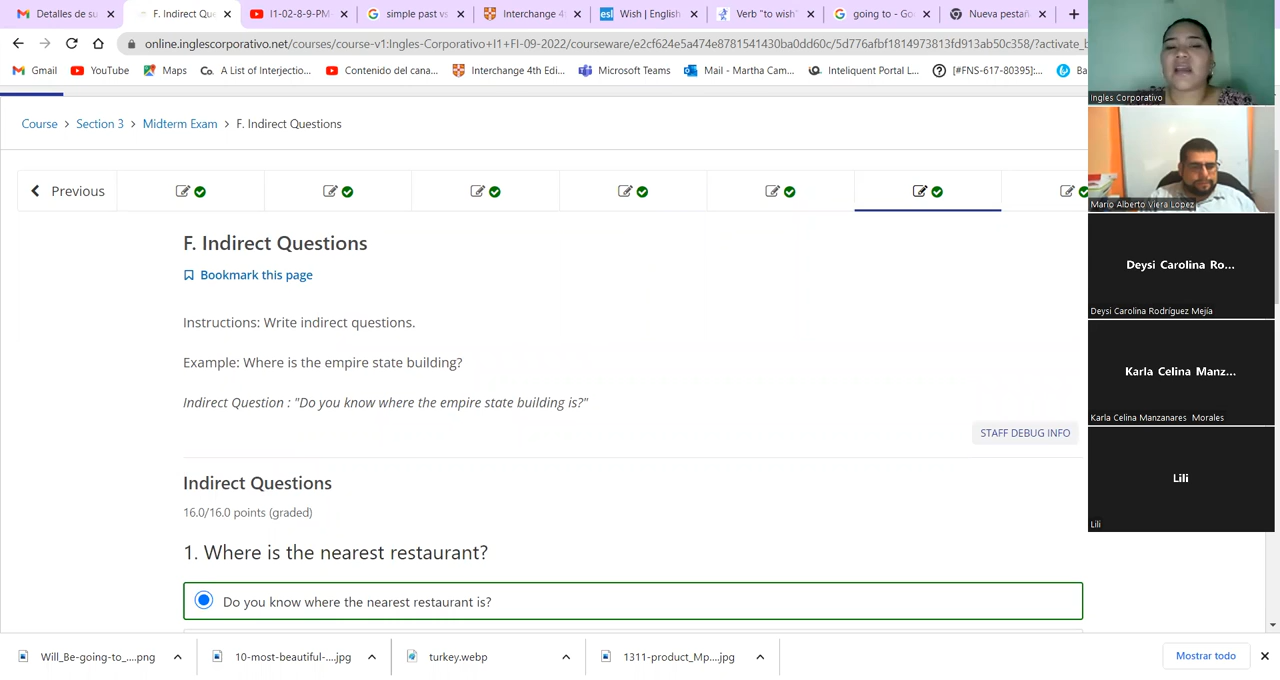 Detalles de su
F. Indirect Que
I1-02-8-9-PM-
simple past vs
Interchange 4t
Wish | English
Verb "to wish"
going to - Goo
Nueva pestañ
online.inglescorporativo.net/courses/course-v1:Ingles-Corporativo+I1+FI-09-2022/courseware/e2cf624e5a474e8781541430ba0dd60c/5d776afbf1814973813fd913ab50c358/?activate_b
Gmail
YouTube
Maps
A List of Interjectio...
Contenido del cana...
Interchange 4th Edi...
Microsoft Teams
Mail - Martha Cam...
Inteliquent Portal L...
[#FNS-617-80395]:...
Ba
Course > Section 3 > Midterm Exam > F. Indirect Questions
Previous
F. Indirect Questions
Bookmark this page
Instructions: Write indirect questions.
Example: Where is the empire state building?
Indirect Question : "Do you know where the empire state building is?"
STAFF DEBUG INFO
Indirect Questions
16.0/16.0 points (graded)
1. Where is the nearest restaurant?
Do you know where the nearest restaurant is?
Ingles Corporativo
Mario Alberto Viera Lopez
Deysi Carolina Ro...
Deysi Carolina Rodríguez Mejía
Karla Celina Manz...
Karla Celina Manzanares Morales
Lili
Lili
Will_Be-going-to_....png
10-most-beautiful-....jpg
turkey.webp
1311-product_Mp....jpg
Mostrar todo